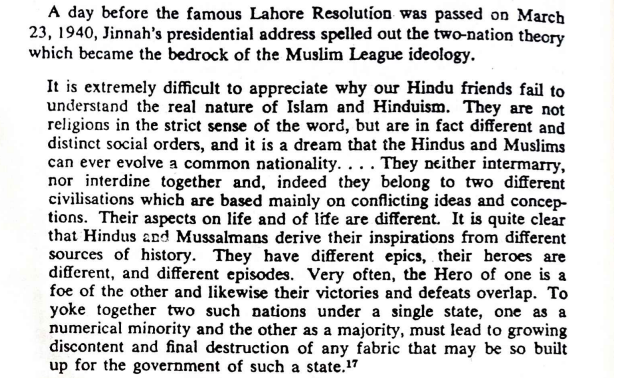 A day before the famous Lahore Resolution was passed on March
23, 1940, Jinnah's presidential address spelled out the two-nation theory
which became the bedrock of the Muslim League ideology.
It is extremely difficult to appreciate why our Hindu friends fail to
understand the real nature of Islam and Hinduism. They are not
religions in the strict sense of the word, but are in fact different and
distinct social orders, and it is a dream that the Hindus and Muslims
can ever evolve a common nationality. . . . They neither intermarry,
nor interdine together and, indeed they belong to two different
civilisations which are based mainly on conflicting ideas and concep-
tions. Their aspects on life and of life are different. It is quite clear
that Hindus and Mussalmans derive their inspirations from different
sources of history. They have different epics, their heroes are
different, and different episodes. Very often, the Hero of one is a
foe of the other and likewise their victories and defeats overlap. To
yoke together two such nations under a single state, one as a
numerical minority and the other as a majority, must lead to growing
discontent and final destruction of any fabric that may be so built
up for the government of such a state.17